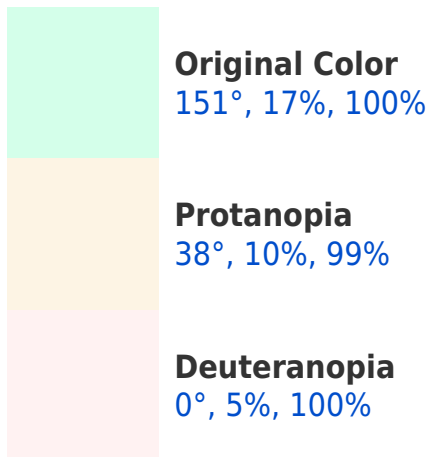 Original Color
151°, 17%, 100%
Protanopia
38°, 10%, 99%
Deuteranopia
0°, 5%, 100%